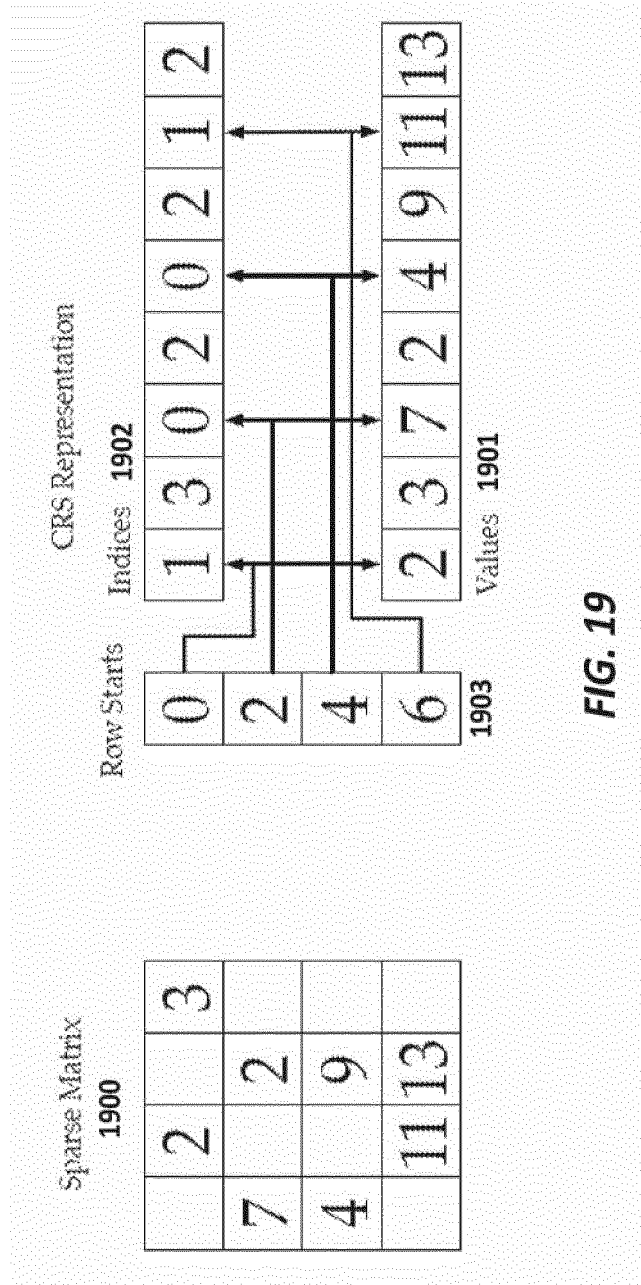 Sparse Matrix
1900
2 3
7 2
4 9
11 13
CRS Representation
Row Starts
0
2
4
6
1903
Indices 1902
1 3 0 2 0 2 1 2
2 3 7 2 4 9 11 13
Values 1901
FIG. 19